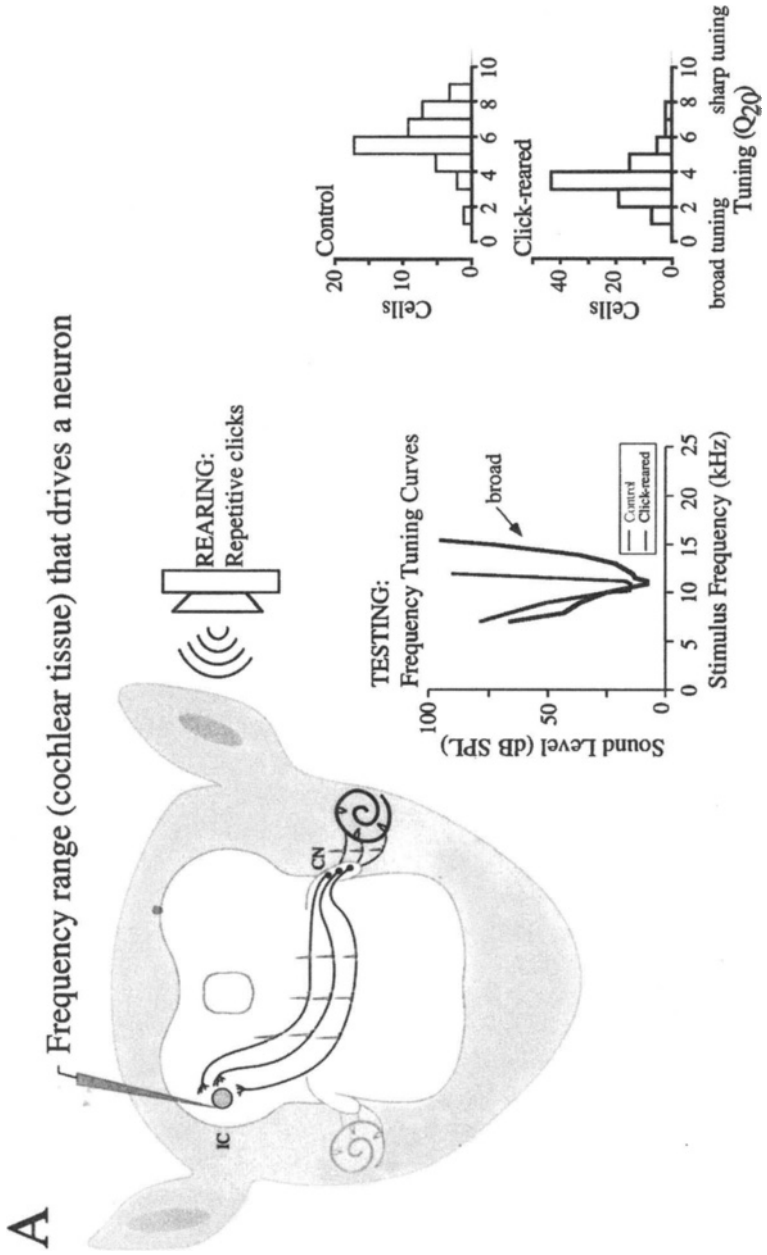 A
Frequency range (cochlear tissue) that drives a neuron
IC
CN
REARING:
Repetitive clicks
TESTING:
Frequency Tuning Curves
100
50
0
Sound Level (dB SPL)
broad
Control
Click-reared
0 5 10 15 20 25
Stimulus Frequency (kHz)
Control
20
10
0
Cells
0 2 4 6 8 10
Click-reared
40
20
0
Cells
0 2 4 6 8 10
broad tuning sharp tuning
Tuning (Q20)